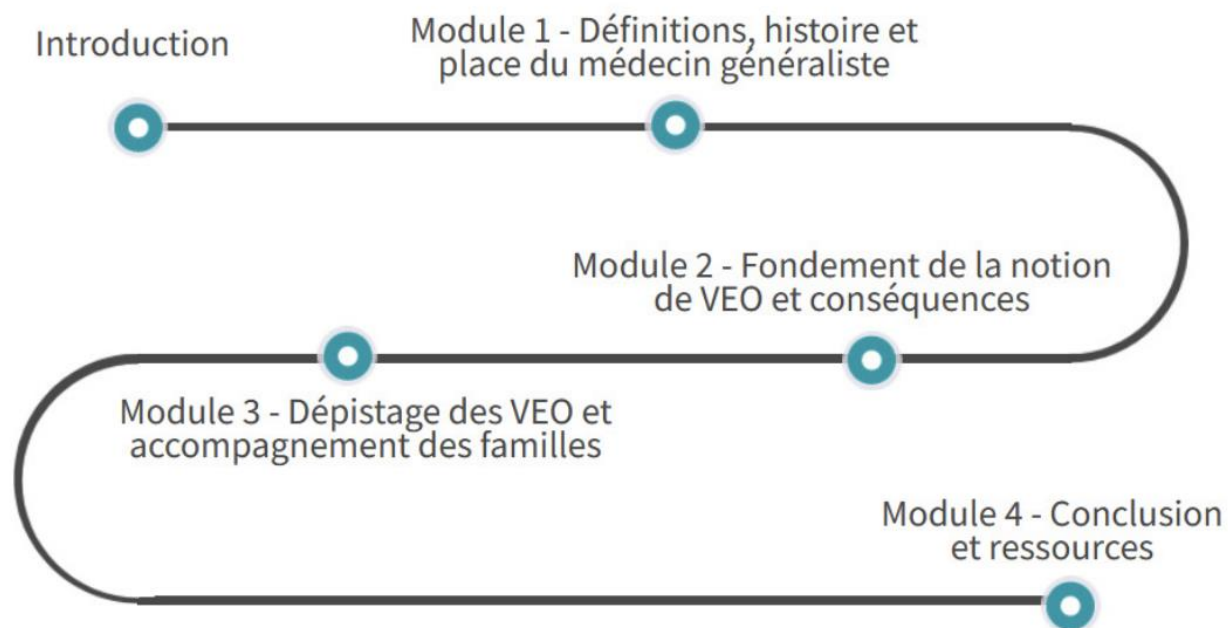 Introduction
Module 1 - Définitions, histoire et
place du médecin généraliste
Module 2 - Fondement de la notion
de VEO et conséquences
Module 3 - Dépistage des VEO et
accompagnement des familles
Module 4 - Conclusion
et ressources